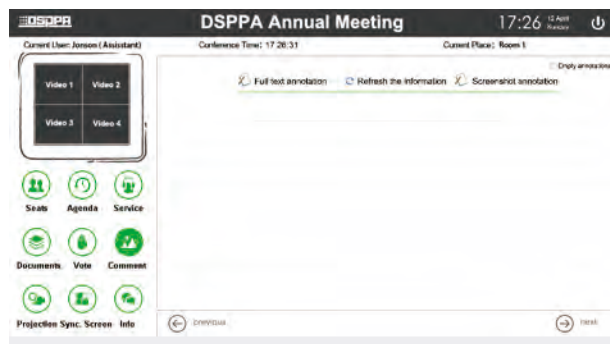 DSPPA
DSPPA Annual Meeting
17:26
12 April
Current User: Jonson (Assistant)
Conference Time: 17:26:31
Current Place: Room 1
Empty annotations
Full text annotation
Refresh the information
Screenshot annotation
Video 1
Video 2
Video 3
Video 4
Seats
Agenda
Service
Documents
Vote
Comment
Projection
Sync. Screen
Info
previous
next